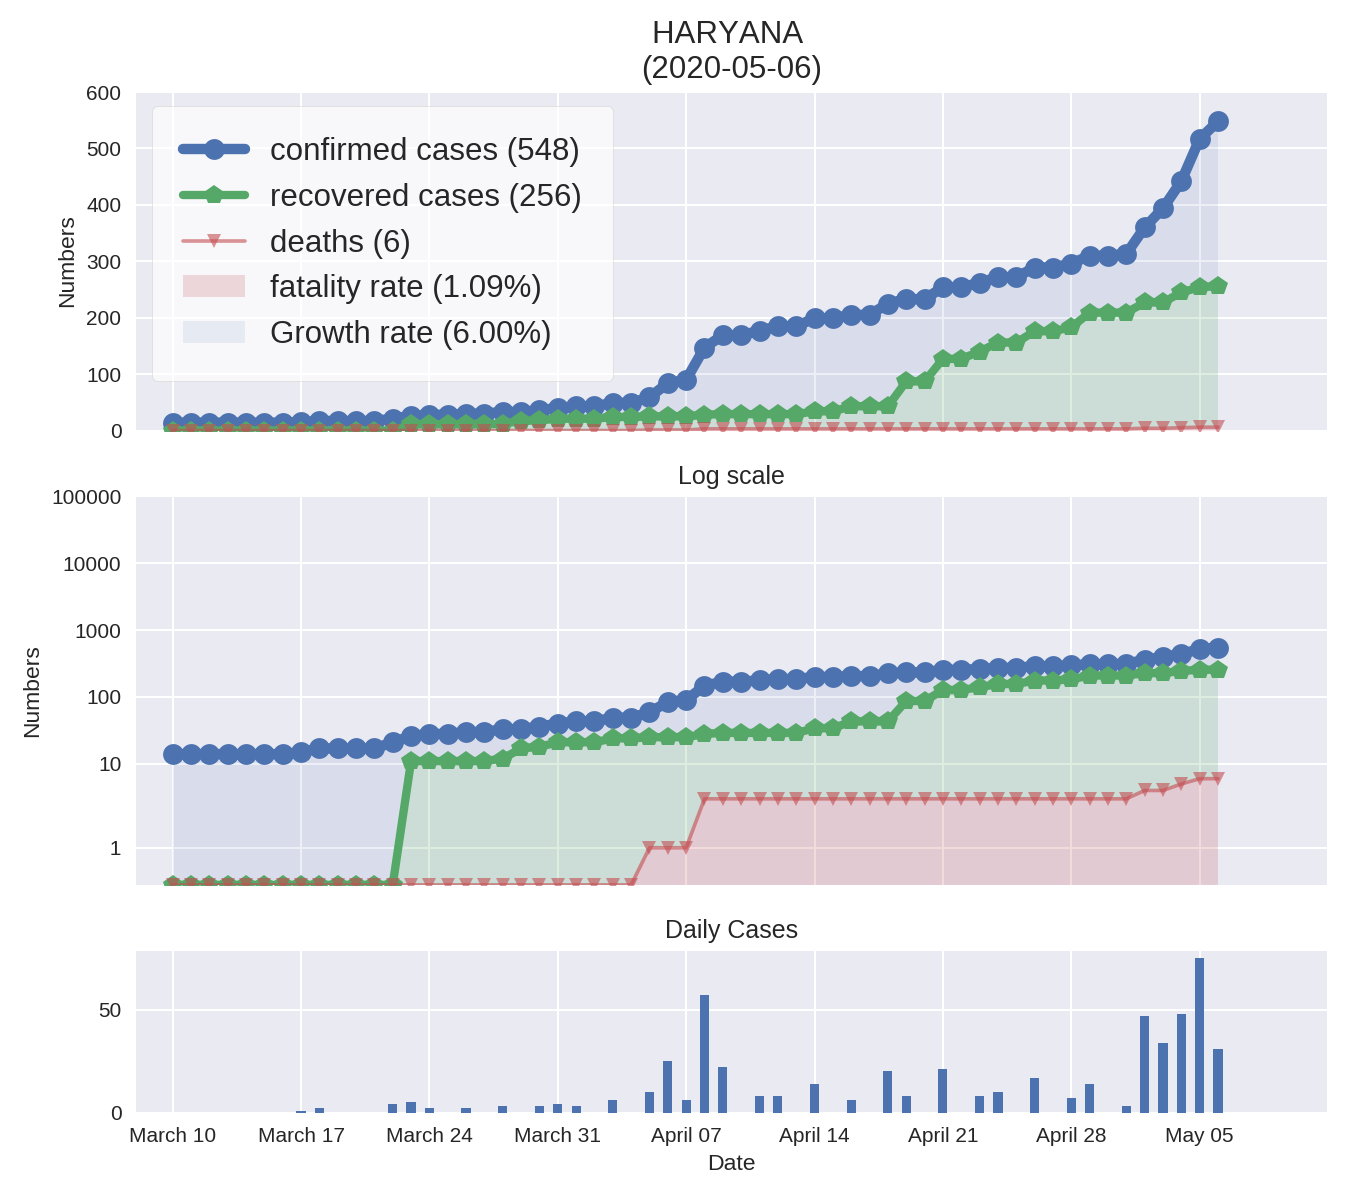 HARYANA
(2020-05-06)
600
500
400
300
200
100
0
Numbers
confirmed cases (548)
recovered cases (256)
deaths (6)
fatality rate (1.09%)
Growth rate (6.00%)
Log scale
100000
10000
1000
100
10
1
Numbers
Daily Cases
50
0
March 10 March 17 March 24 March 31 April 07 April 14 April 21 April 28 May 05
Date